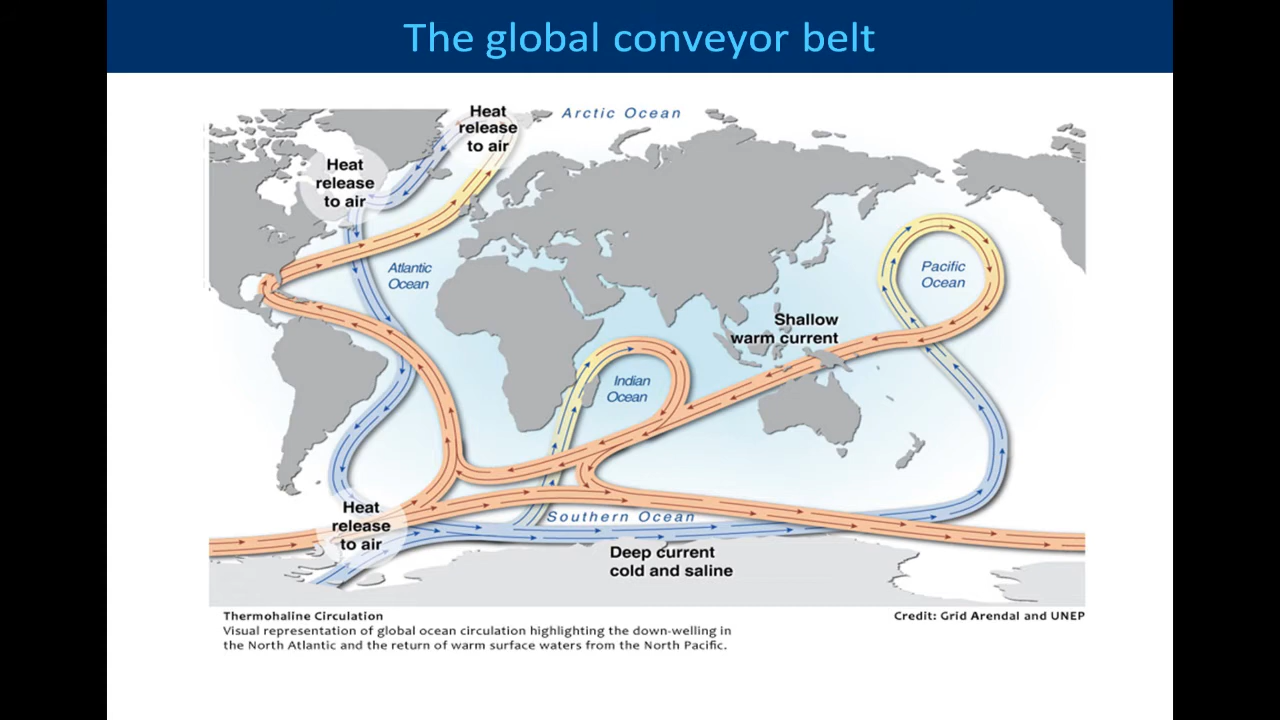 The global conveyor belt
Heat
release
to air
Arctic Ocean
Heat
release
to air
Atlantic
Ocean
Pacific
Ocean
Shallow
warm current
Indian
Ocean
Heat
release
to air
Southern Ocean
Deep current
cold and saline
Thermohaline Circulation
Credit: Grid Arendal and UNEP
Visual representation of global ocean circulation highlighting the down-welling in
the North Atlantic and the return of warm surface waters from the North Pacific.